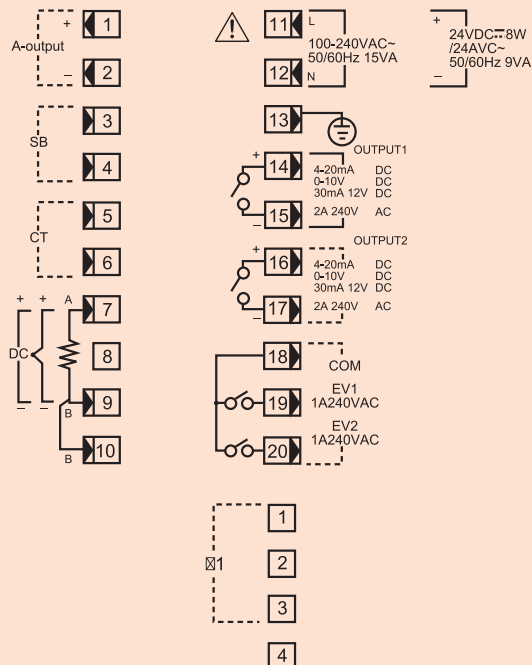 A-output
+
1
−
2
SB
3
4
CT
5
6
DC
+ +
− −
A
7
8
B
9
B
10
11
L
100-240VAC~
50/60Hz 15VA
12
N
+
24VDC⎓8W
/24AVC~
50/60Hz 9VA
−
13
OUTPUT1
+
14
4-20mA DC
0-10V DC
30mA 12V DC
−
15
2A 240V AC
OUTPUT2
+
16
4-20mA DC
0-10V DC
30mA 12V DC
−
17
2A 240V AC
18
COM
19
EV1
1A240VAC
20
EV2
1A240VAC
1
1
2
3
4